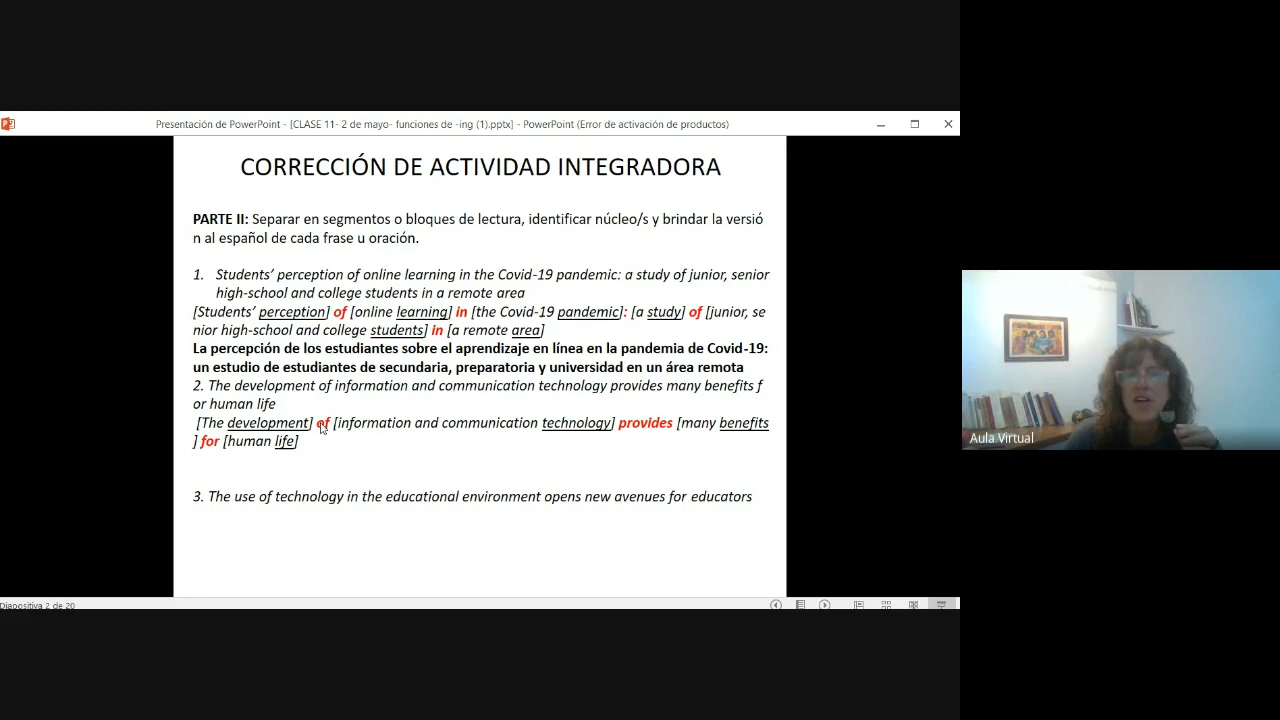 Presentación de PowerPoint - [CLASE 11- 2 de mayo- funciones de -ing (1).pptx] - PowerPoint (Error de activación de productos)
CORRECCIÓN DE ACTIVIDAD INTEGRADORA
PARTE II: Separar en segmentos o bloques de lectura, identificar núcleo/s y brindar la versió
n al español de cada frase u oración.
1. Students’ perception of online learning in the Covid-19 pandemic: a study of junior, senior
high-school and college students in a remote area
[Students’ perception] of [online learning] in [the Covid-19 pandemic]: [a study] of [junior, se
nior high-school and college students] in [a remote area]
La percepción de los estudiantes sobre el aprendizaje en línea en la pandemia de Covid-19:
un estudio de estudiantes de secundaria, preparatoria y universidad en un área remota
2. The development of information and communication technology provides many benefits f
or human life
[The development] of [information and communication technology] provides [many benefits
] for [human life]
3. The use of technology in the educational environment opens new avenues for educators
Diapositiva 2 de 20
Aula Virtual